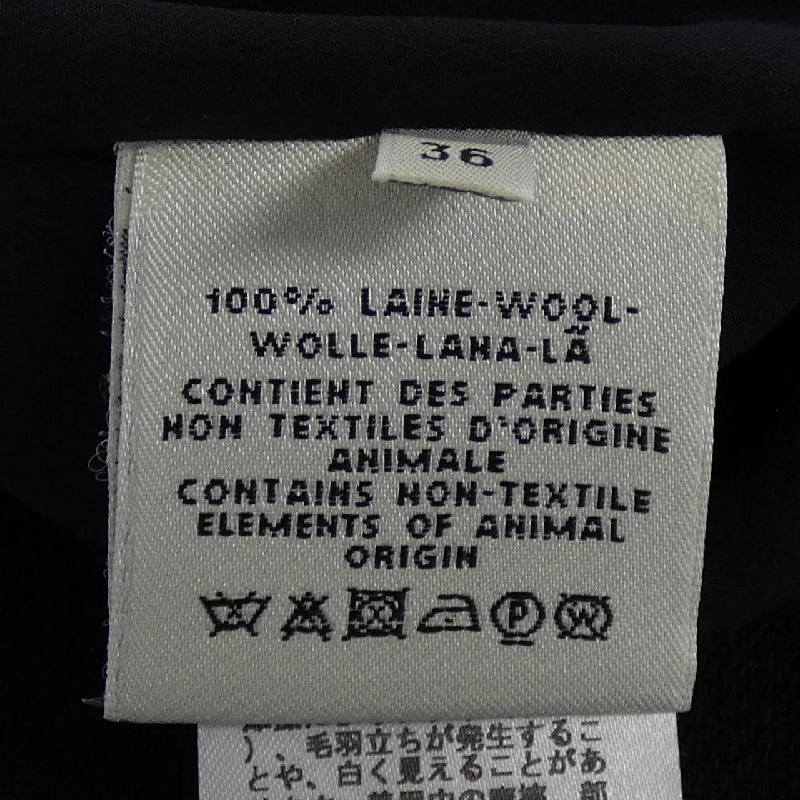 36
100% LAINE-WOOL-
WOLLE-LANA-LÃ
CONTIENT DES PARTIES
NON TEXTILES D'ORIGINE
ANIMALE
CONTAINS NON-TEXTILE
ELEMENTS OF ANIMAL
ORIGIN
P W
)、毛羽立ちが発生するこ
とや、白く見えることがあ